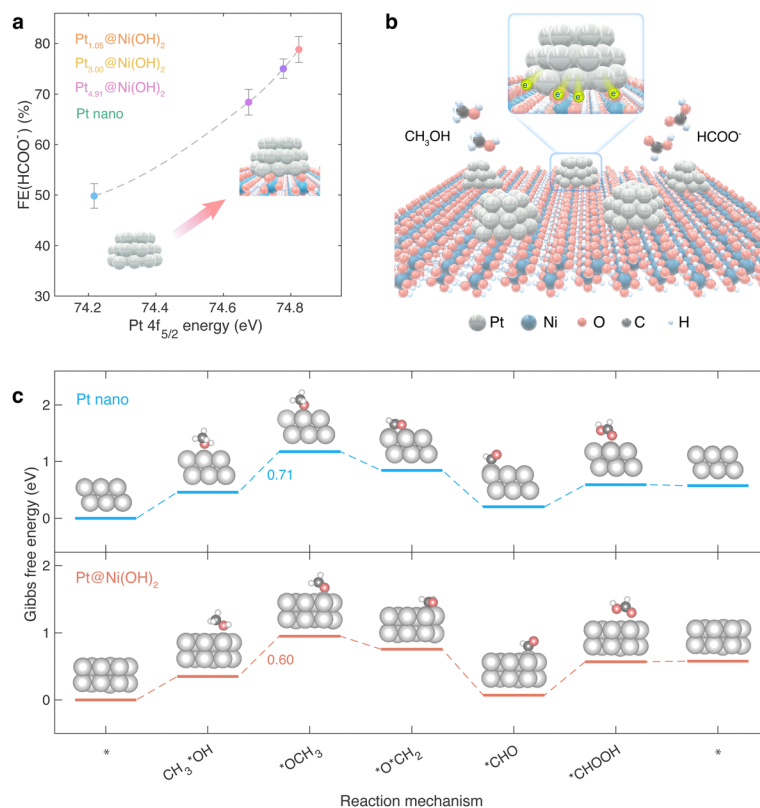 a
80
70
60
50
40
30
FE(HCOO⁻) (%)
Pt₁.₀₅@Ni(OH)₂
Pt₃.₀₀@Ni(OH)₂
Pt₄.₉₁@Ni(OH)₂
Pt nano
74.2 74.4 74.6 74.8
Pt 4f₅/₂ energy (eV)
b
e⁻ e⁻ e⁻ e⁻
CH₃OH
HCOO⁻
Pt Ni O C H
c
Pt nano
2
1
0
0.71
Gibbs free energy (eV)
Pt@Ni(OH)₂
2
1
0
0.60
* CH₃*OH *OCH₃ *O*CH₂ *CHO *CHOOH *
Reaction mechanism